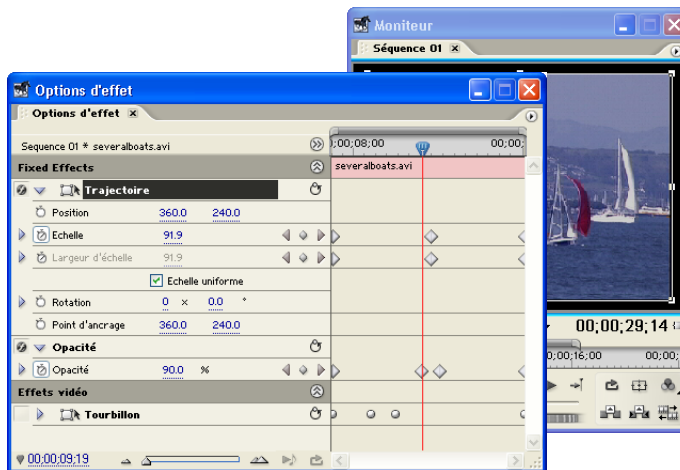 Moniteur
Séquence 01
Options d'effet
Options d'effet
Sequence 01 * severalboats.avi
;00;08;00 00;00;
Fixed Effects
severalboats.avi
Trajectoire
Position 360.0 240.0
Echelle 91.9
Largeur d'échelle 91.9
Echelle uniforme
Rotation 0 x 0.0 °
Point d'ancrage 360.0 240.0
00;00;29;14
Opacité
0;00;16;00 00;00;
Opacité 90.0 %
Effets vidéo
Tourbillon
00;00;09;19